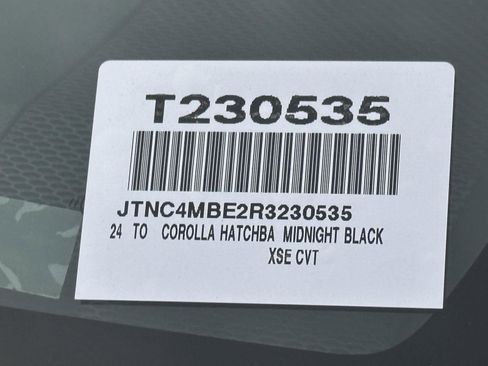 T230535
JTNC4MBE2R3230535
24 TO COROLLA HATCHBA MIDNIGHT BLACK
XSE CVT